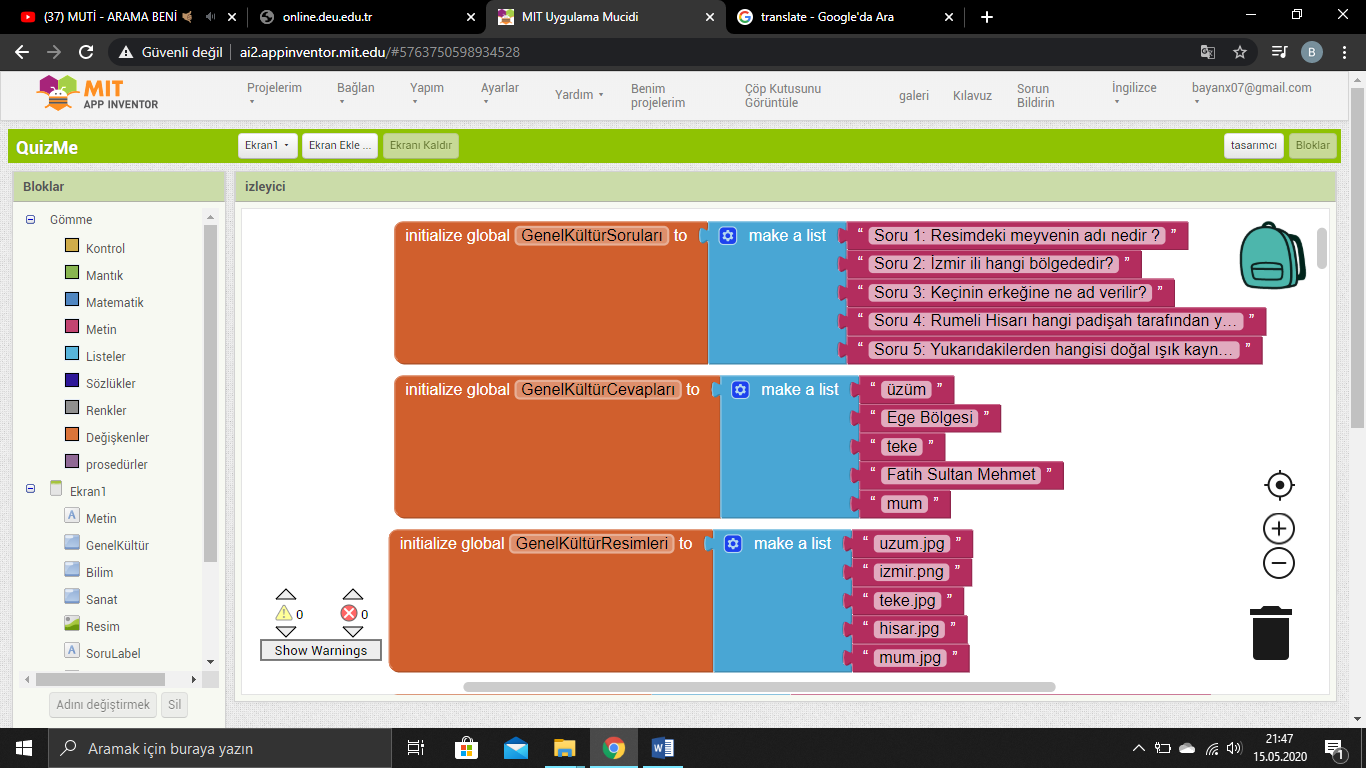 (37) MUTİ - ARAMA BENİ
online.deu.edu.tr
MIT Uygulama Mucidi
translate - Google'da Ara
Güvenli değil
ai2.appinventor.mit.edu/#5763750598934528
B
MIT
APP INVENTOR
Projelerim
Bağlan
Yapım
Ayarlar
Yardım
Benim projelerim
Çöp Kutusunu Görüntüle
galeri
Kılavuz
Sorun Bildirin
İngilizce
bayanx07@gmail.com
QuizMe
Ekran1
Ekran Ekle ...
Ekranı Kaldır
tasarımcı
Bloklar
Bloklar
izleyici
Gömme
Kontrol
Mantık
Matematik
Metin
Listeler
Sözlükler
Renkler
Değişkenler
prosedürler
Ekran1
Metin
GenelKültür
Bilim
Sanat
Resim
SoruLabel
Adını değiştirmek
Sil
initialize global GenelKültürSoruları to make a list
" Soru 1: Resimdeki meyvenin adı nedir ? "
" Soru 2: İzmir ili hangi bölgededir? "
" Soru 3: Keçinin erkeğine ne ad verilir? "
" Soru 4: Rumeli Hisarı hangi padişah tarafından y... "
" Soru 5: Yukarıdakilerden hangisi doğal ışık kayn... "
initialize global GenelKültürCevapları to make a list
" üzüm "
" Ege Bölgesi "
" teke "
" Fatih Sultan Mehmet "
" mum "
initialize global GenelKültürResimleri to make a list
" uzum.jpg "
" izmir.png "
" teke.jpg "
" hisar.jpg "
" mum.jpg "
0
0
Show Warnings
Aramak için buraya yazın
21:47
15.05.2020
1